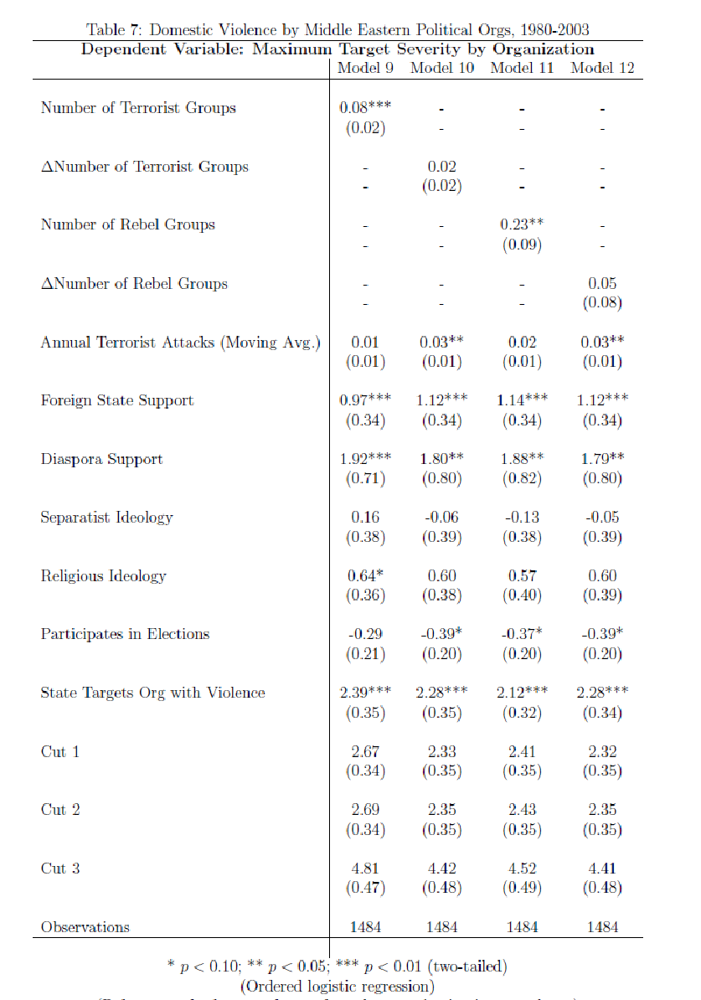 Table 7: Domestic Violence by Middle Eastern Political Orgs, 1980-2003
Dependent Variable: Maximum Target Severity by Organization
Model 9 Model 10 Model 11 Model 12
Number of Terrorist Groups 0.08*** - - -
(0.02) - - -
ΔNumber of Terrorist Groups - 0.02 - -
- (0.02) - -
Number of Rebel Groups - - 0.23** -
- - (0.09) -
ΔNumber of Rebel Groups - - - 0.05
- - - (0.08)
Annual Terrorist Attacks (Moving Avg.) 0.01 0.03** 0.02 0.03**
(0.01) (0.01) (0.01) (0.01)
Foreign State Support 0.97*** 1.12*** 1.14*** 1.12***
(0.34) (0.34) (0.34) (0.34)
Diaspora Support 1.92*** 1.80** 1.88** 1.79**
(0.71) (0.80) (0.82) (0.80)
Separatist Ideology 0.16 -0.06 -0.13 -0.05
(0.38) (0.39) (0.38) (0.39)
Religious Ideology 0.64* 0.60 0.57 0.60
(0.36) (0.38) (0.40) (0.39)
Participates in Elections -0.29 -0.39* -0.37* -0.39*
(0.21) (0.20) (0.20) (0.20)
State Targets Org with Violence 2.39*** 2.28*** 2.12*** 2.28***
(0.35) (0.35) (0.32) (0.34)
Cut 1 2.67 2.33 2.41 2.32
(0.34) (0.35) (0.35) (0.35)
Cut 2 2.69 2.35 2.43 2.35
(0.34) (0.35) (0.35) (0.35)
Cut 3 4.81 4.42 4.52 4.41
(0.47) (0.48) (0.49) (0.48)
Observations 1484 1484 1484 1484
* p < 0.10; ** p < 0.05; *** p < 0.01 (two-tailed)
(Ordered logistic regression)